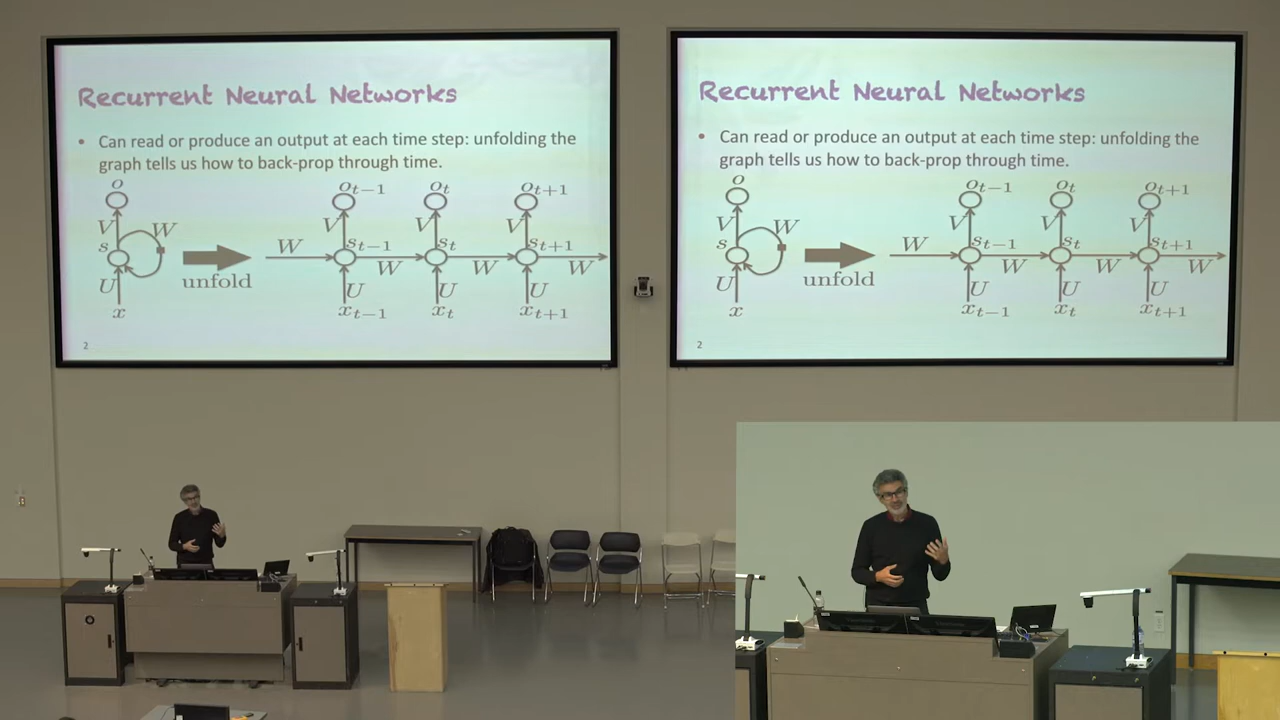 Recurrent Neural Networks
• Can read or produce an output at each time step: unfolding the
graph tells us how to back-prop through time.
o o_{t−1} o_t o_{t+1}
V W V V V
s W s_{t−1} s_t s_{t+1}
W W W
unfold
U U U U
x x_{t−1} x_t x_{t+1}
2
Recurrent Neural Networks
• Can read or produce an output at each time step: unfolding the
graph tells us how to back-prop through time.
o o_{t−1} o_t o_{t+1}
V W V V V
s W s_{t−1} s_t s_{t+1}
W W W
unfold
U U U U
x x_{t−1} x_t x_{t+1}
2